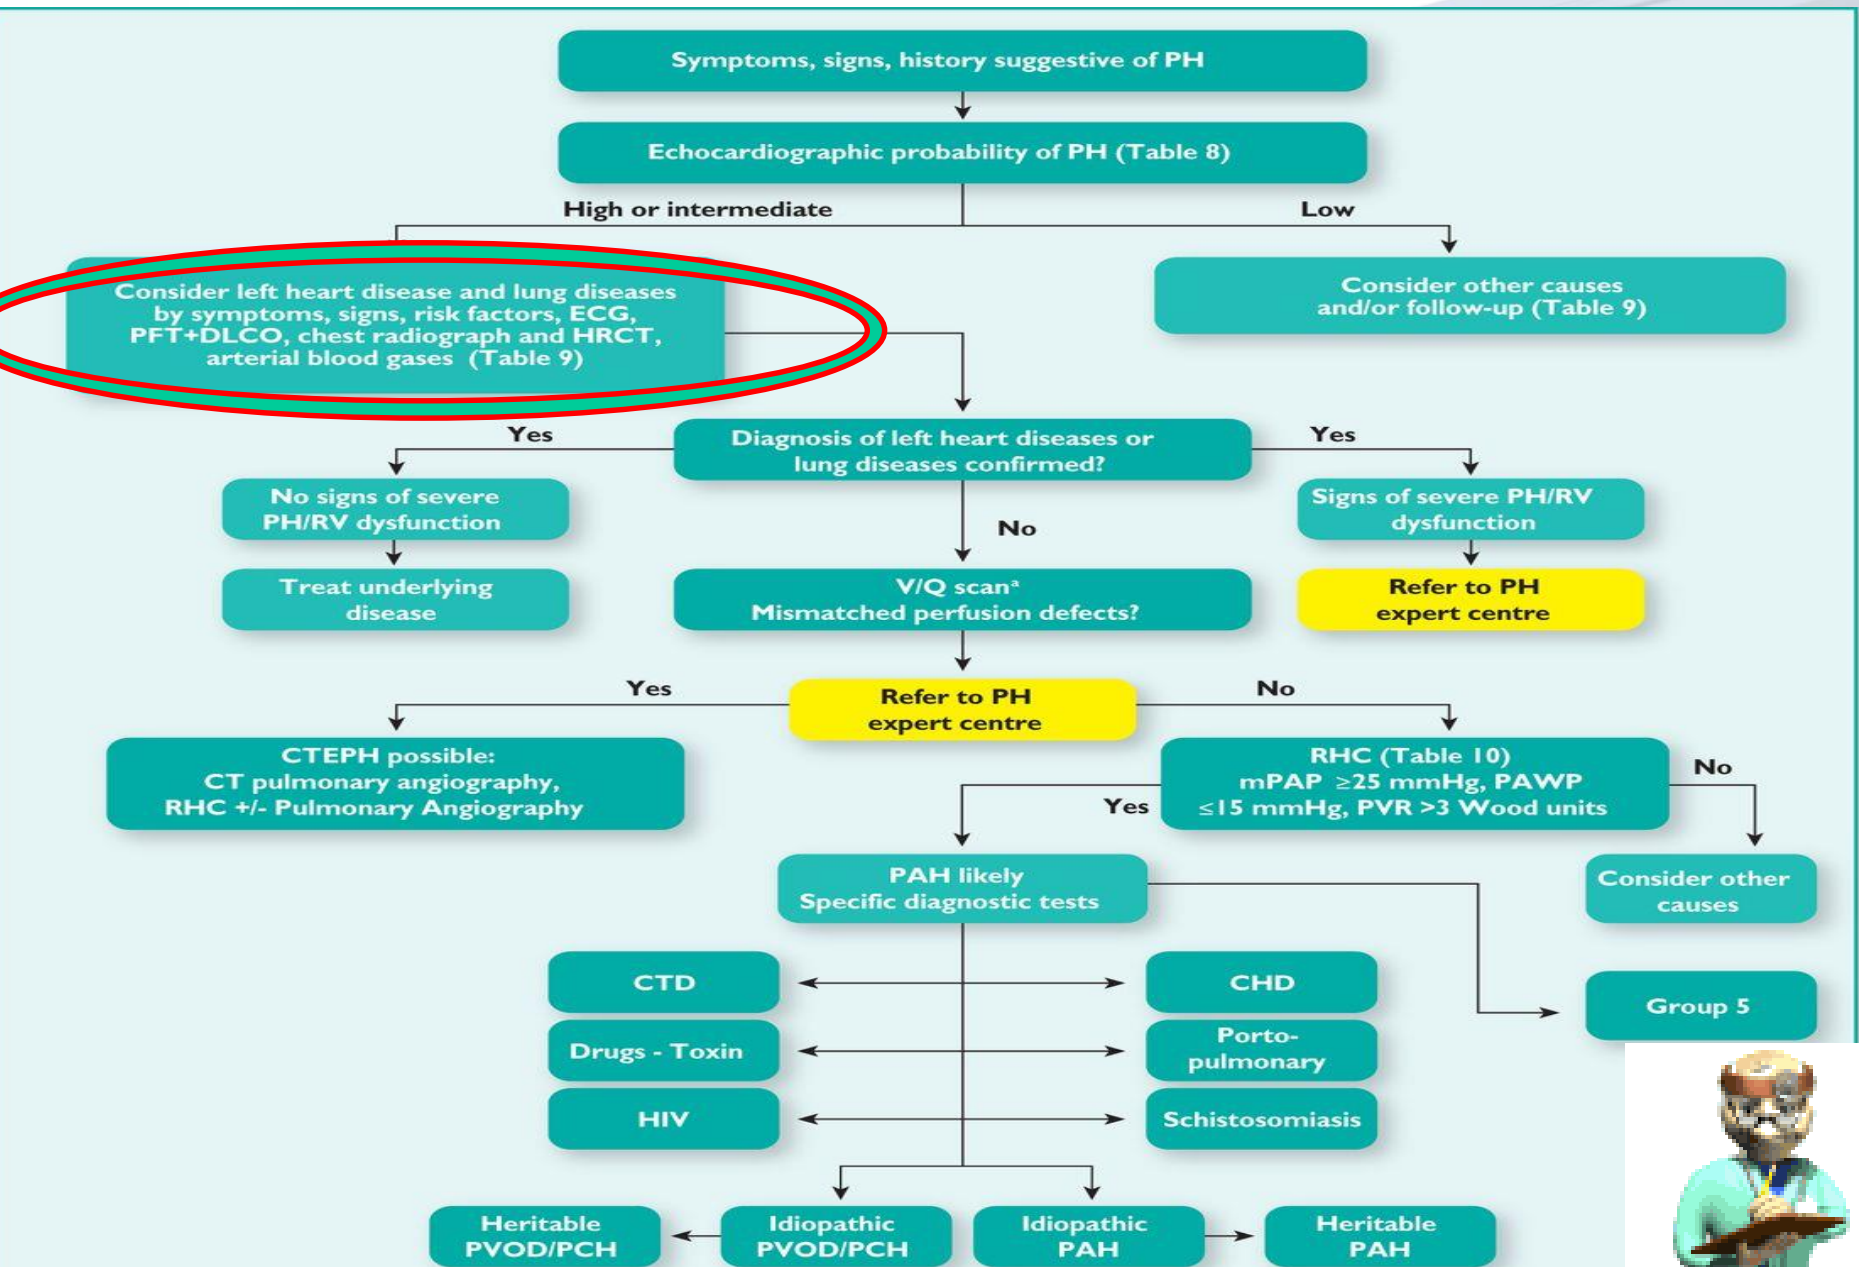 Symptoms, signs, history suggestive of PH
Echocardiographic probability of PH (Table 8)
High or intermediate
Low
Consider left heart disease and lung diseases
by symptoms, signs, risk factors, ECG,
PFT+DLCO, chest radiograph and HRCT,
arterial blood gases (Table 9)
Consider other causes
and/or follow-up (Table 9)
Yes
Diagnosis of left heart diseases or
lung diseases confirmed?
Yes
No signs of severe
PH/RV dysfunction
No
Signs of severe PH/RV
dysfunction
Treat underlying
disease
V/Q scanª
Mismatched perfusion defects?
Refer to PH
expert centre
Yes
Refer to PH
expert centre
No
CTEPH possible:
CT pulmonary angiography,
RHC +/- Pulmonary Angiography
RHC (Table 10)
mPAP ≥25 mmHg, PAWP
≤15 mmHg, PVR >3 Wood units
No
Yes
PAH likely
Specific diagnostic tests
Consider other
causes
CTD
CHD
Group 5
Drugs - Toxin
Porto-
pulmonary
HIV
Schistosomiasis
Heritable
PVOD/PCH
Idiopathic
PVOD/PCH
Idiopathic
PAH
Heritable
PAH